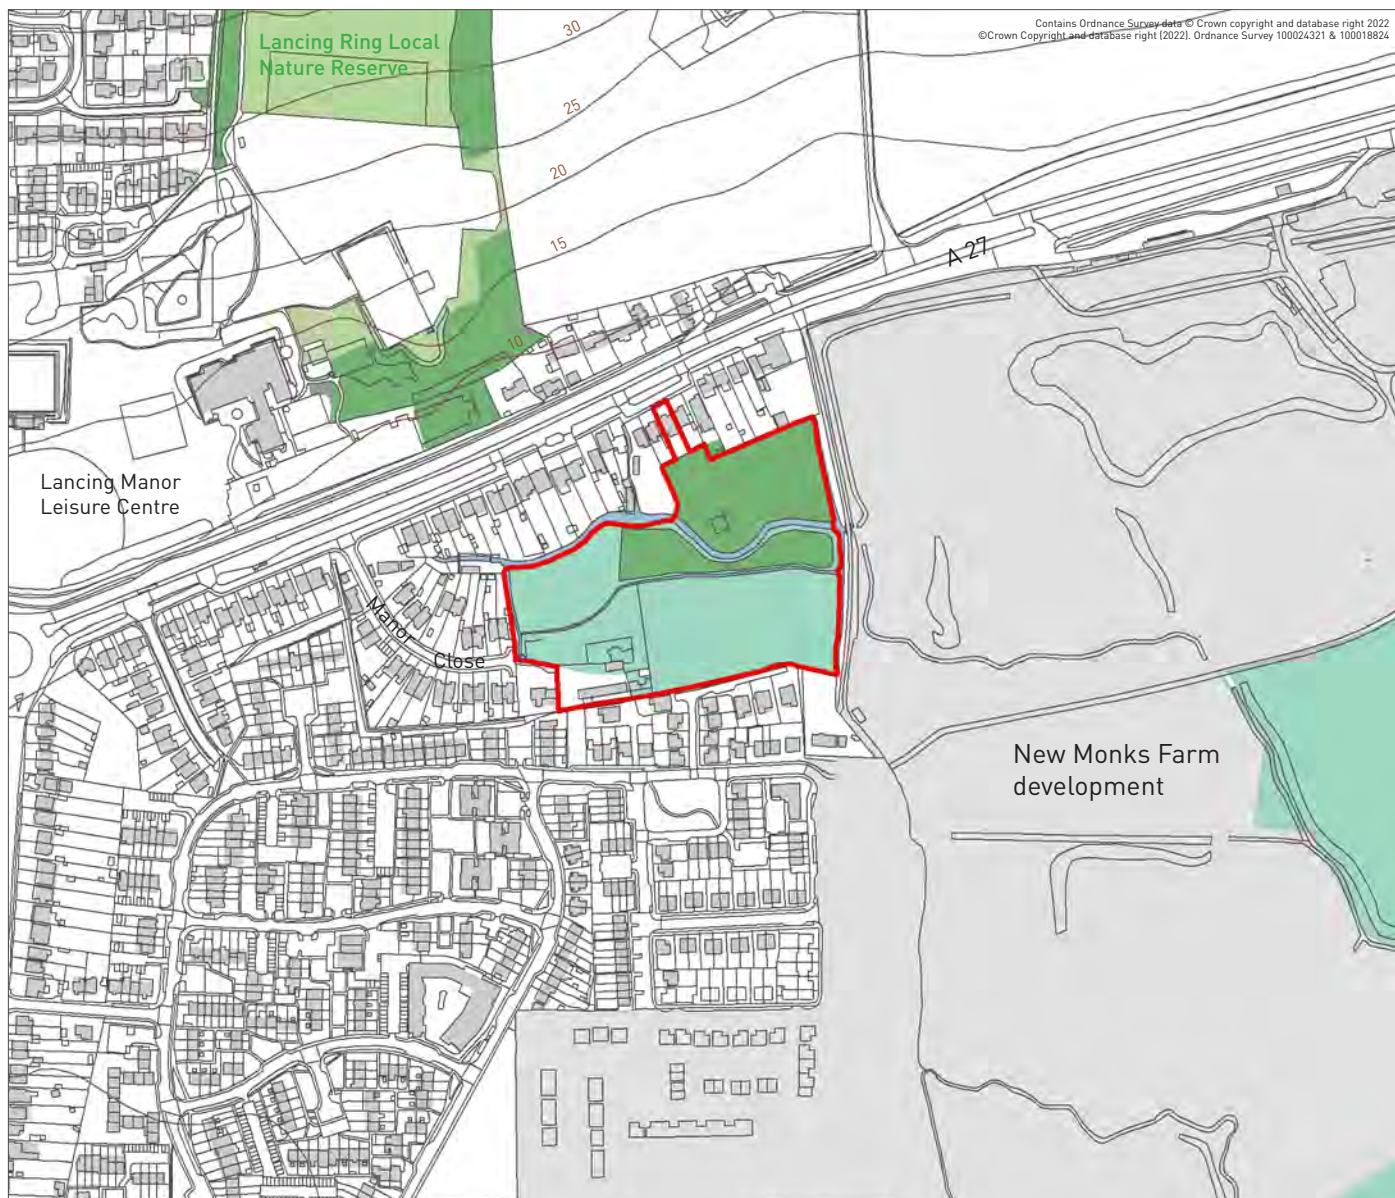 Contains Ordnance Survey data © Crown copyright and database right 2022
©Crown Copyright and database right (2022). Ordnance Survey 100024321 & 100018824
Lancing Ring Local
Nature Reserve
30
25
20
15
A 27
10
Lancing Manor
Leisure Centre
Manor
Close
New Monks Farm
development